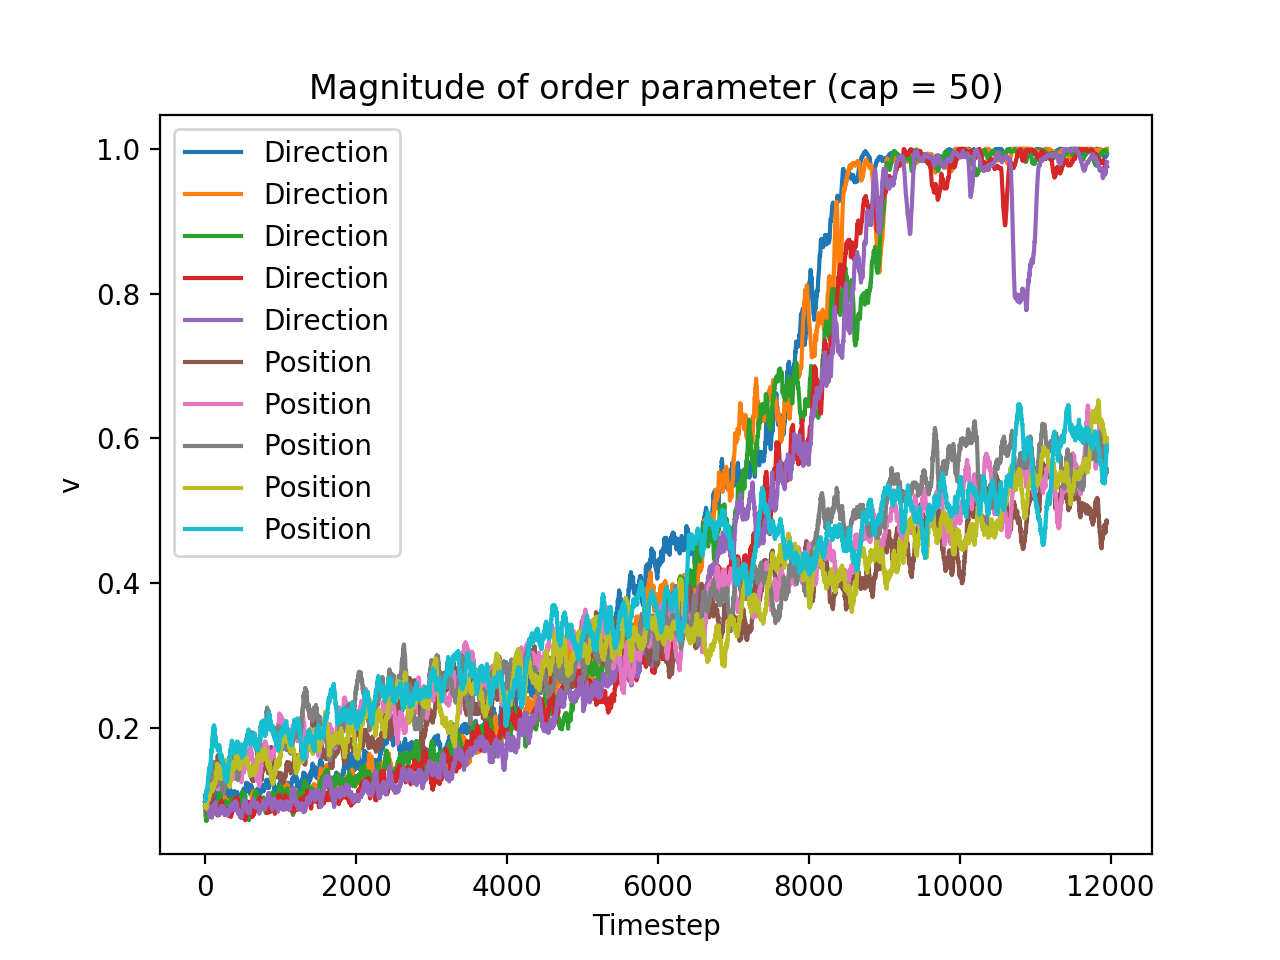 Magnitude of order parameter (cap = 50)
1.0
0.8
0.6
0.4
0.2
v
Direction
Direction
Direction
Direction
Direction
Position
Position
Position
Position
Position
0 2000 4000 6000 8000 10000 12000
Timestep